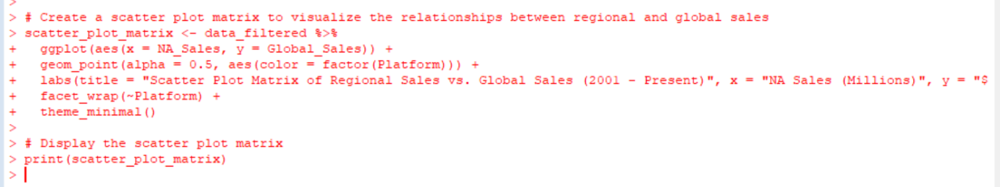 >
> # Create a scatter plot matrix to visualize the relationships between regional and global sales
> scatter_plot_matrix <- data_filtered %>%
+   ggplot(aes(x = NA_Sales, y = Global_Sales)) +
+   geom_point(alpha = 0.5, aes(color = factor(Platform))) +
+   labs(title = "Scatter Plot Matrix of Regional Sales vs. Global Sales (2001 - Present)", x = "NA Sales (Millions)", y = "$
+   facet_wrap(~Platform) +
+   theme_minimal()
>
> # Display the scatter plot matrix
> print(scatter_plot_matrix)
>